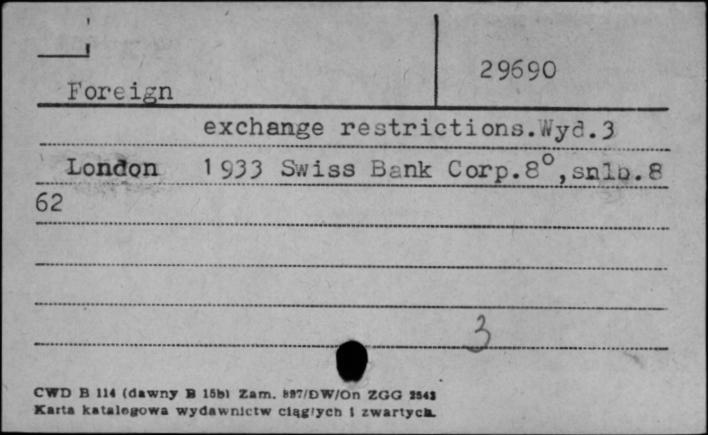 29690
Foreign
exchange restrictions.Wyd.3
London 1933 Swiss Bank Corp.8°,snlb.8
62
3
CWD B 114 (dawny B 15b) Zam. 897/DW/On ZGG 2542
Karta katalogowa wydawnictw ciągłych i zwartych.